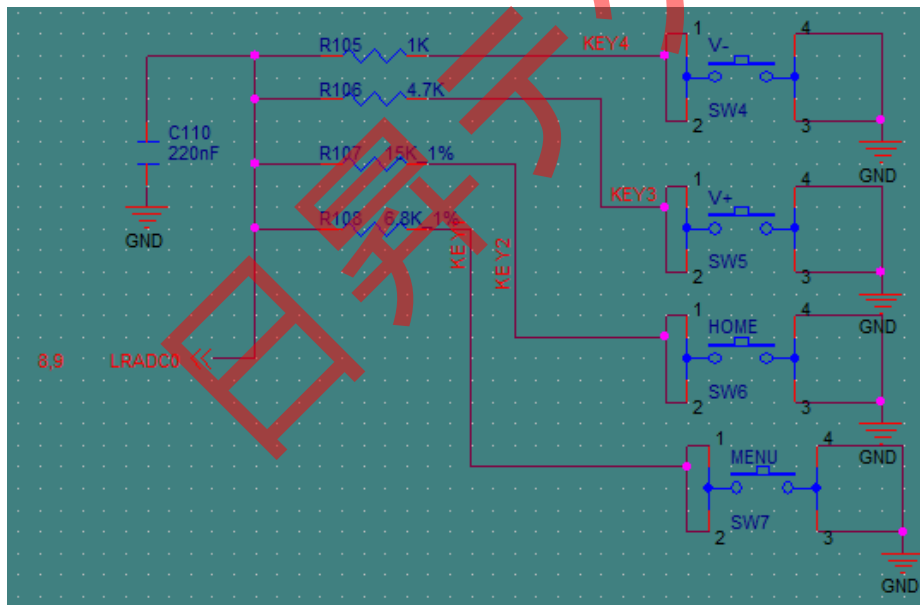 R105 1K
KEY4
1 4
V-
SW4
2 3
GND
R106 4.7K
C110
220nF
GND
R107 15K 1%
KEY3
1 4
V+
SW5
2 3
GND
R108 6.8K 1%
KEY2
1 4
HOME
SW6
2 3
GND
8,9 LRADC0
1 4
MENU
SW7
2 3
GND